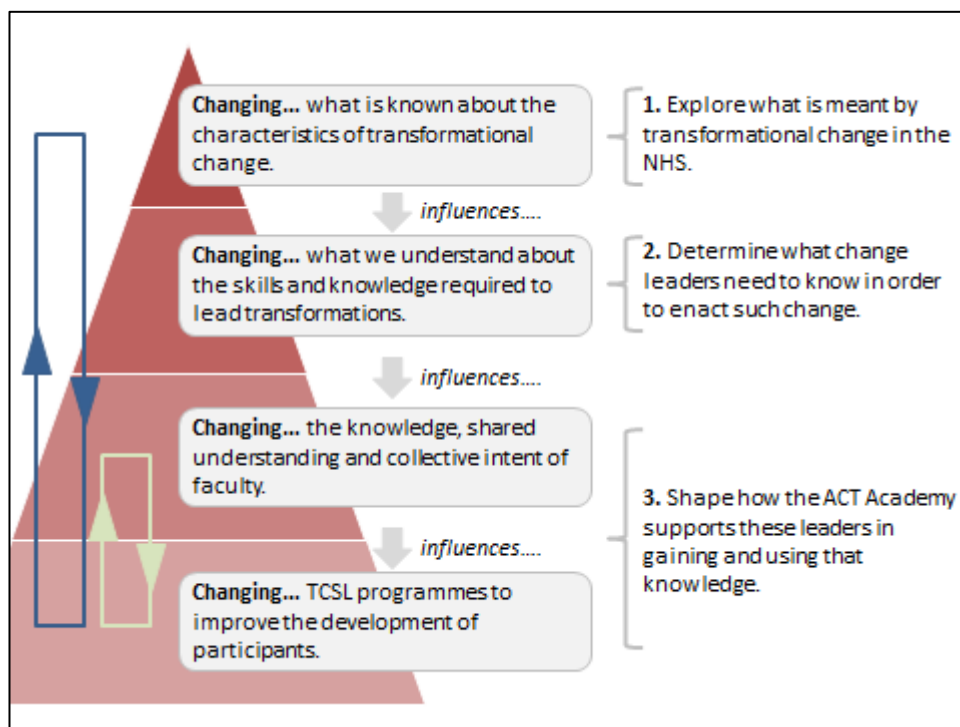 Changing... what is known about the
characteristics of transformational
change.
1. Explore what is meant by
transformational change in the
NHS.
influences....
Changing... what we understand about
the skills and knowledge required to
lead transformations.
2. Determine what change
leaders need to know in order
to enact such change.
influences....
Changing... the knowledge, shared
understanding and collective intent of
faculty.
influences....
3. Shape how the ACT Academy
supports these leaders in
gaining and using that
knowledge.
Changing... TCSL programmes to
improve the development of
participants.